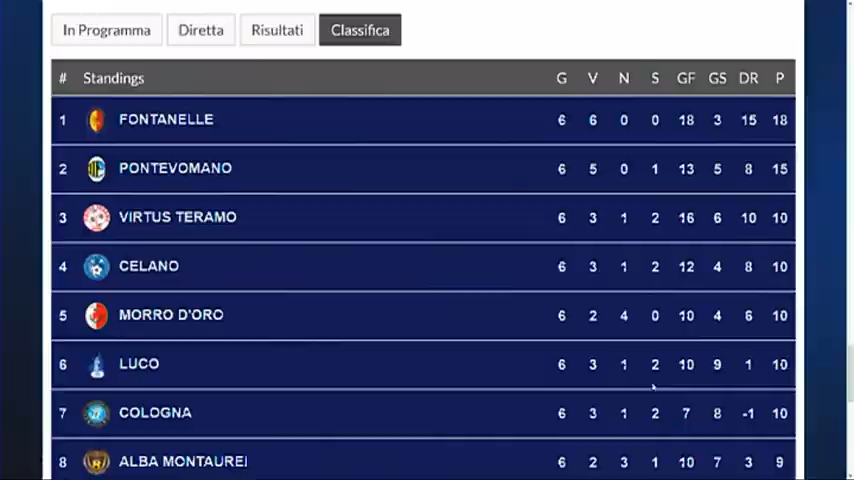 In Programma Diretta Risultati Classifica
# Standings G V N S GF GS DR P
1 FONTANELLE 6 6 0 0 18 3 15 18
2 PONTEVOMANO 6 5 0 1 13 5 8 15
3 VIRTUS TERAMO 6 3 1 2 16 6 10 10
4 CELANO 6 3 1 2 12 4 8 10
5 MORRO D'ORO 6 2 4 0 10 4 6 10
6 LUCO 6 3 1 2 10 9 1 10
7 COLOGNA 6 3 1 2 7 8 -1 10
8 ALBA MONTAUREI 6 2 3 1 10 7 3 9